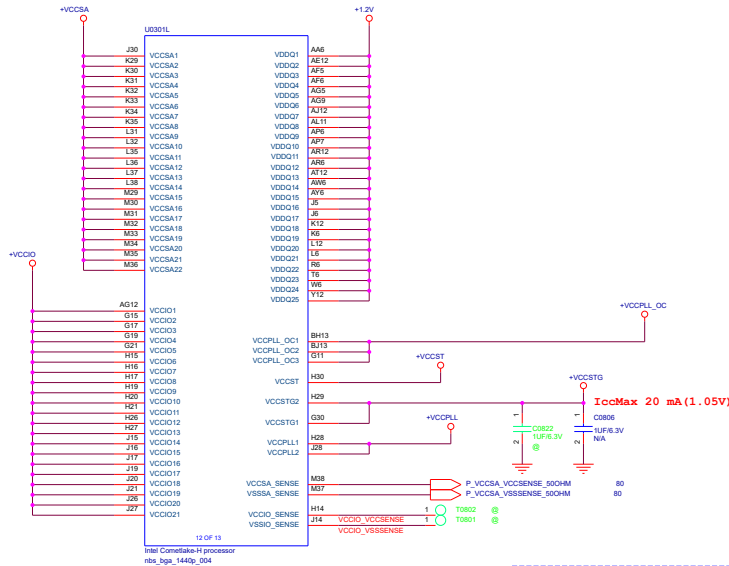 +VCCSA
+1.2V
U0301L
J30 VCCSA1 VDDQ1 AA6
K29 VCCSA2 VDDQ2 AE12
K30 VCCSA3 VDDQ3 AF5
K31 VCCSA4 VDDQ4 AF6
K32 VCCSA5 VDDQ5 AG5
K33 VCCSA6 VDDQ6 AG9
K34 VCCSA7 VDDQ7 AJ12
K35 VCCSA8 VDDQ8 AL11
L31 VCCSA9 VDDQ9 AP6
L32 VCCSA10 VDDQ10 AP7
L35 VCCSA11 VDDQ11 AR12
L36 VCCSA12 VDDQ12 AR6
L37 VCCSA13 VDDQ13 AT12
L38 VCCSA14 VDDQ14 AW6
M29 VCCSA15 VDDQ15 AY6
M30 VCCSA16 VDDQ16 J5
M31 VCCSA17 VDDQ17 J6
M32 VCCSA18 VDDQ18 K12
M33 VCCSA19 VDDQ19 K6
M34 VCCSA20 VDDQ20 L12
M35 VCCSA21 VDDQ21 L6
M36 VCCSA22 VDDQ22 R6
VDDQ23 T6
VDDQ24 W6
VDDQ25 Y12
+VCCIO
AG12 VCCIO1
G15 VCCIO2
G17 VCCIO3
G19 VCCIO4
G21 VCCIO5
H15 VCCIO6
H16 VCCIO7
H17 VCCIO8
H19 VCCIO9
H20 VCCIO10
H21 VCCIO11
H26 VCCIO12
H27 VCCIO13
J15 VCCIO14
J16 VCCIO15
J17 VCCIO16
J19 VCCIO17
J20 VCCIO18
J21 VCCIO19
J26 VCCIO20
J27 VCCIO21
+VCCPLL_OC
VCCPLL_OC1 BH13
VCCPLL_OC2 BJ13
VCCPLL_OC3 G11
+VCCST
VCCST H30
+VCCSTG
VCCSTG2 H29
IccMax 20 mA(1.05V)
VCCSTG1 G30
+VCCPLL
VCCPLL1 H28
VCCPLL2 J28
1 C0822
1UF/6.3V
2 @
1 C0806
1UF/6.3V
2 N/A
VCCSA_SENSE M38 P_VCCSA_VCCSENSE_50OHM 80
VSSSA_SENSE M37 P_VCCSA_VSSSENSE_50OHM 80
VCCIO_SENSE H14 VCCIO_VCCSENSE 1 T0802 @
VSSIO_SENSE J14 VCCIO_VSSSENSE 1 T0801 @
12 OF 13
Intel Cometlake-H processor
nbs_bga_1440p_004